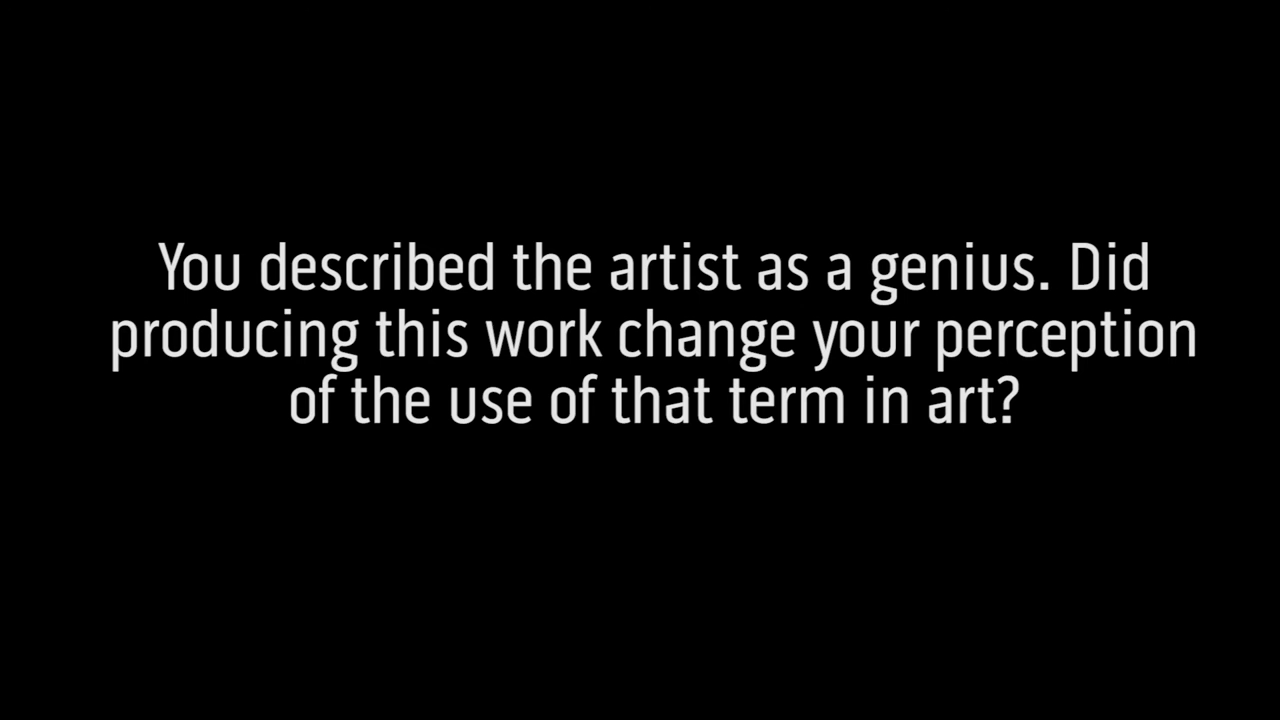 You described the artist as a genius. Did
producing this work change your perception
of the use of that term in art?